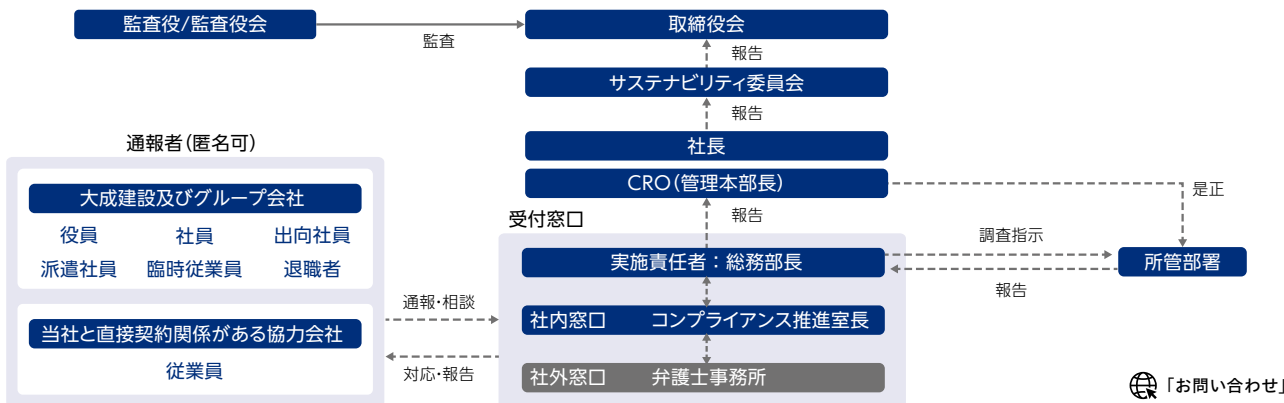 監査役/監査役会
監査
取締役会
報告
サステナビリティ委員会
報告
社長
CRO(管理本部長)
是正
通報者(匿名可)
大成建設及びグループ会社
役員 社員 出向社員
派遣社員 臨時従業員 退職者
当社と直接契約関係がある協力会社
従業員
通報・相談
対応・報告
受付窓口
報告
実施責任者：総務部長
社内窓口 コンプライアンス推進室長
社外窓口 弁護士事務所
調査指示
報告
所管部署
「お問い合わせ」